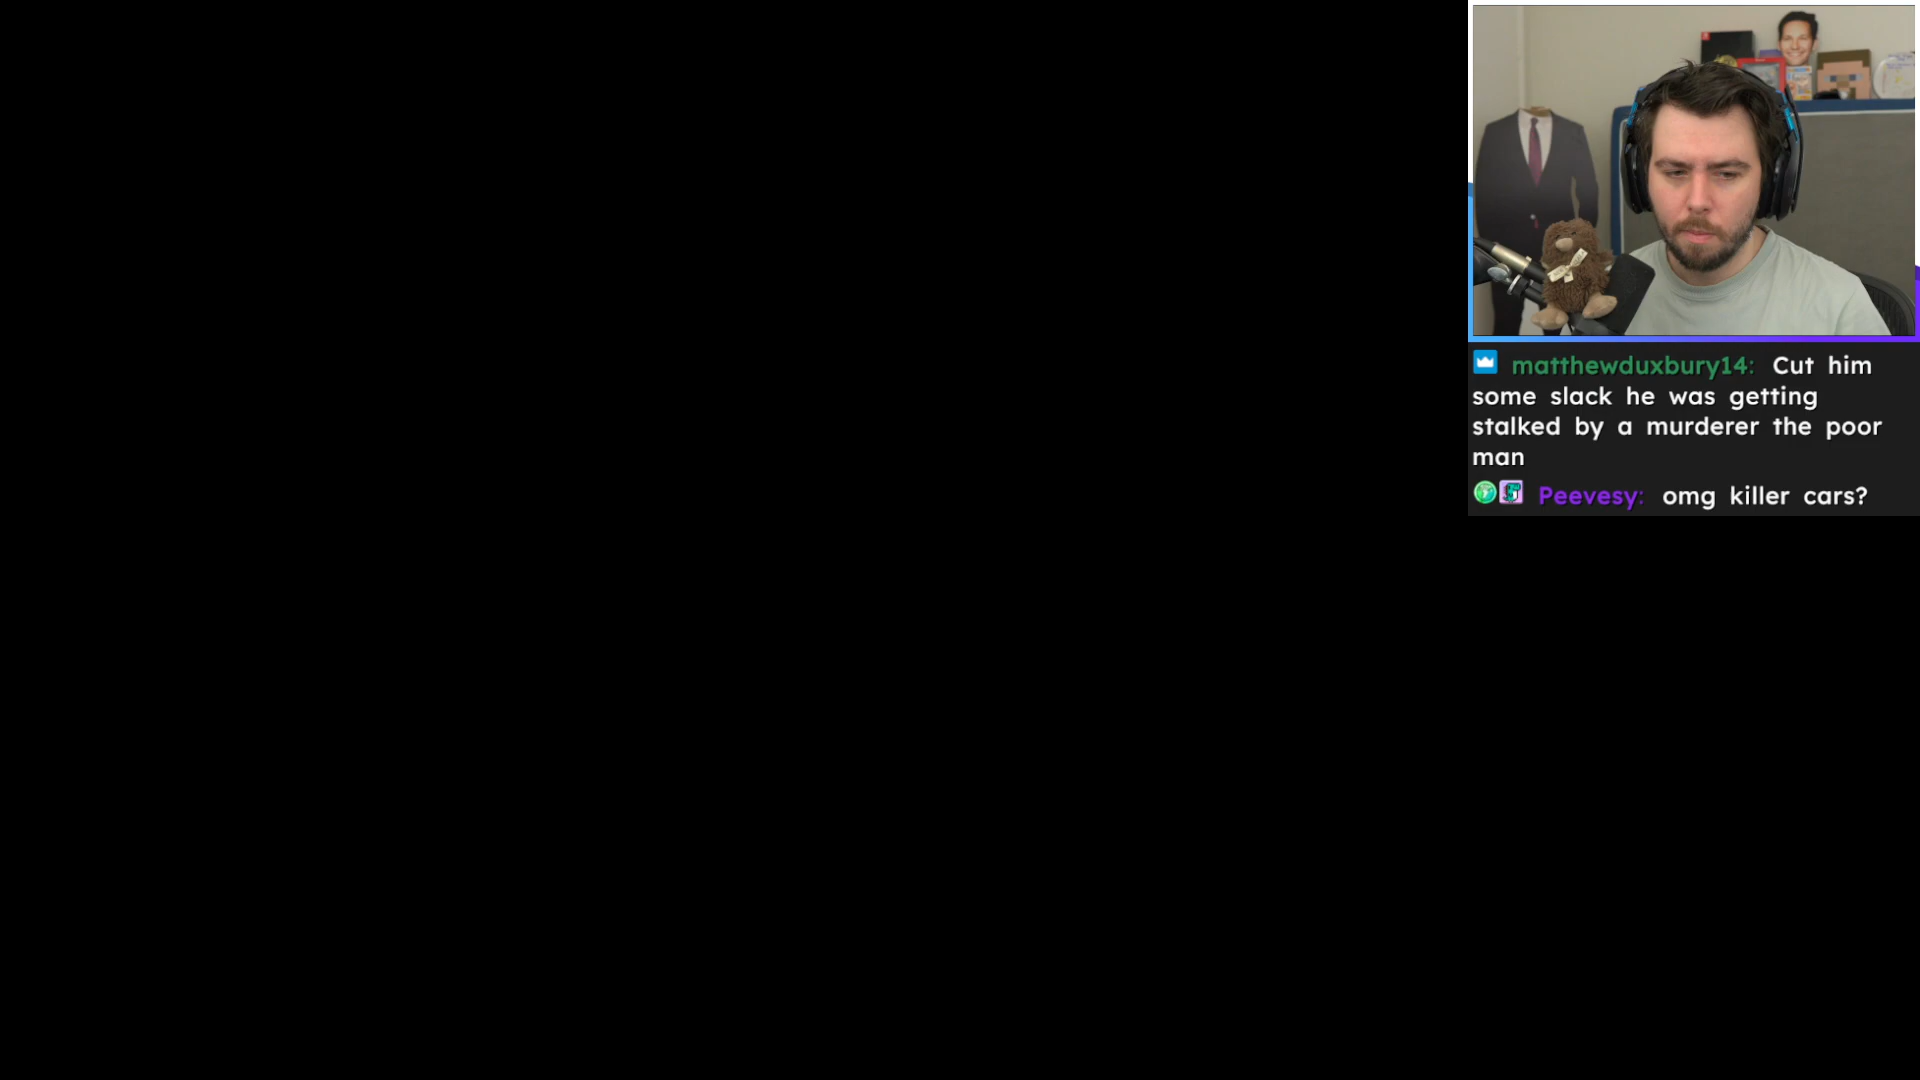 matthewduxbury14: Cut him
some slack he was getting
stalked by a murderer the poor
man
Peevesy: omg killer cars?